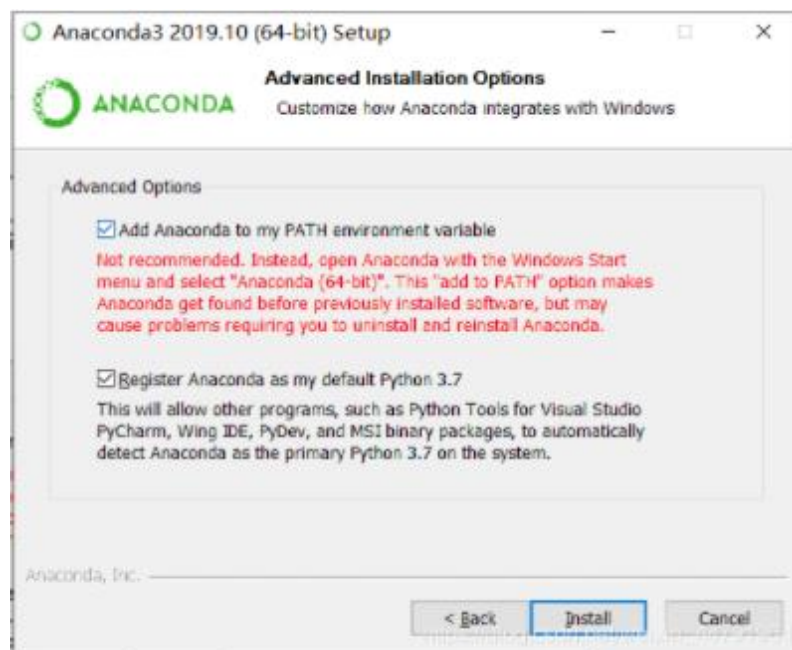 Anaconda3 2019.10 (64-bit) Setup
ANACONDA
Advanced Installation Options
Customize how Anaconda integrates with Windows
Advanced Options
Add Anaconda to my PATH environment variable
Not recommended. Instead, open Anaconda with the Windows Start
menu and select "Anaconda (64-bit)". This "add to PATH" option makes
Anaconda get found before previously installed software, but may
cause problems requiring you to uninstall and reinstall Anaconda.
Register Anaconda as my default Python 3.7
This will allow other programs, such as Python Tools for Visual Studio
PyCharm, Wing IDE, PyDev, and MSI binary packages, to automatically
detect Anaconda as the primary Python 3.7 on the system.
Anaconda, Inc.
< Back
Install
Cancel